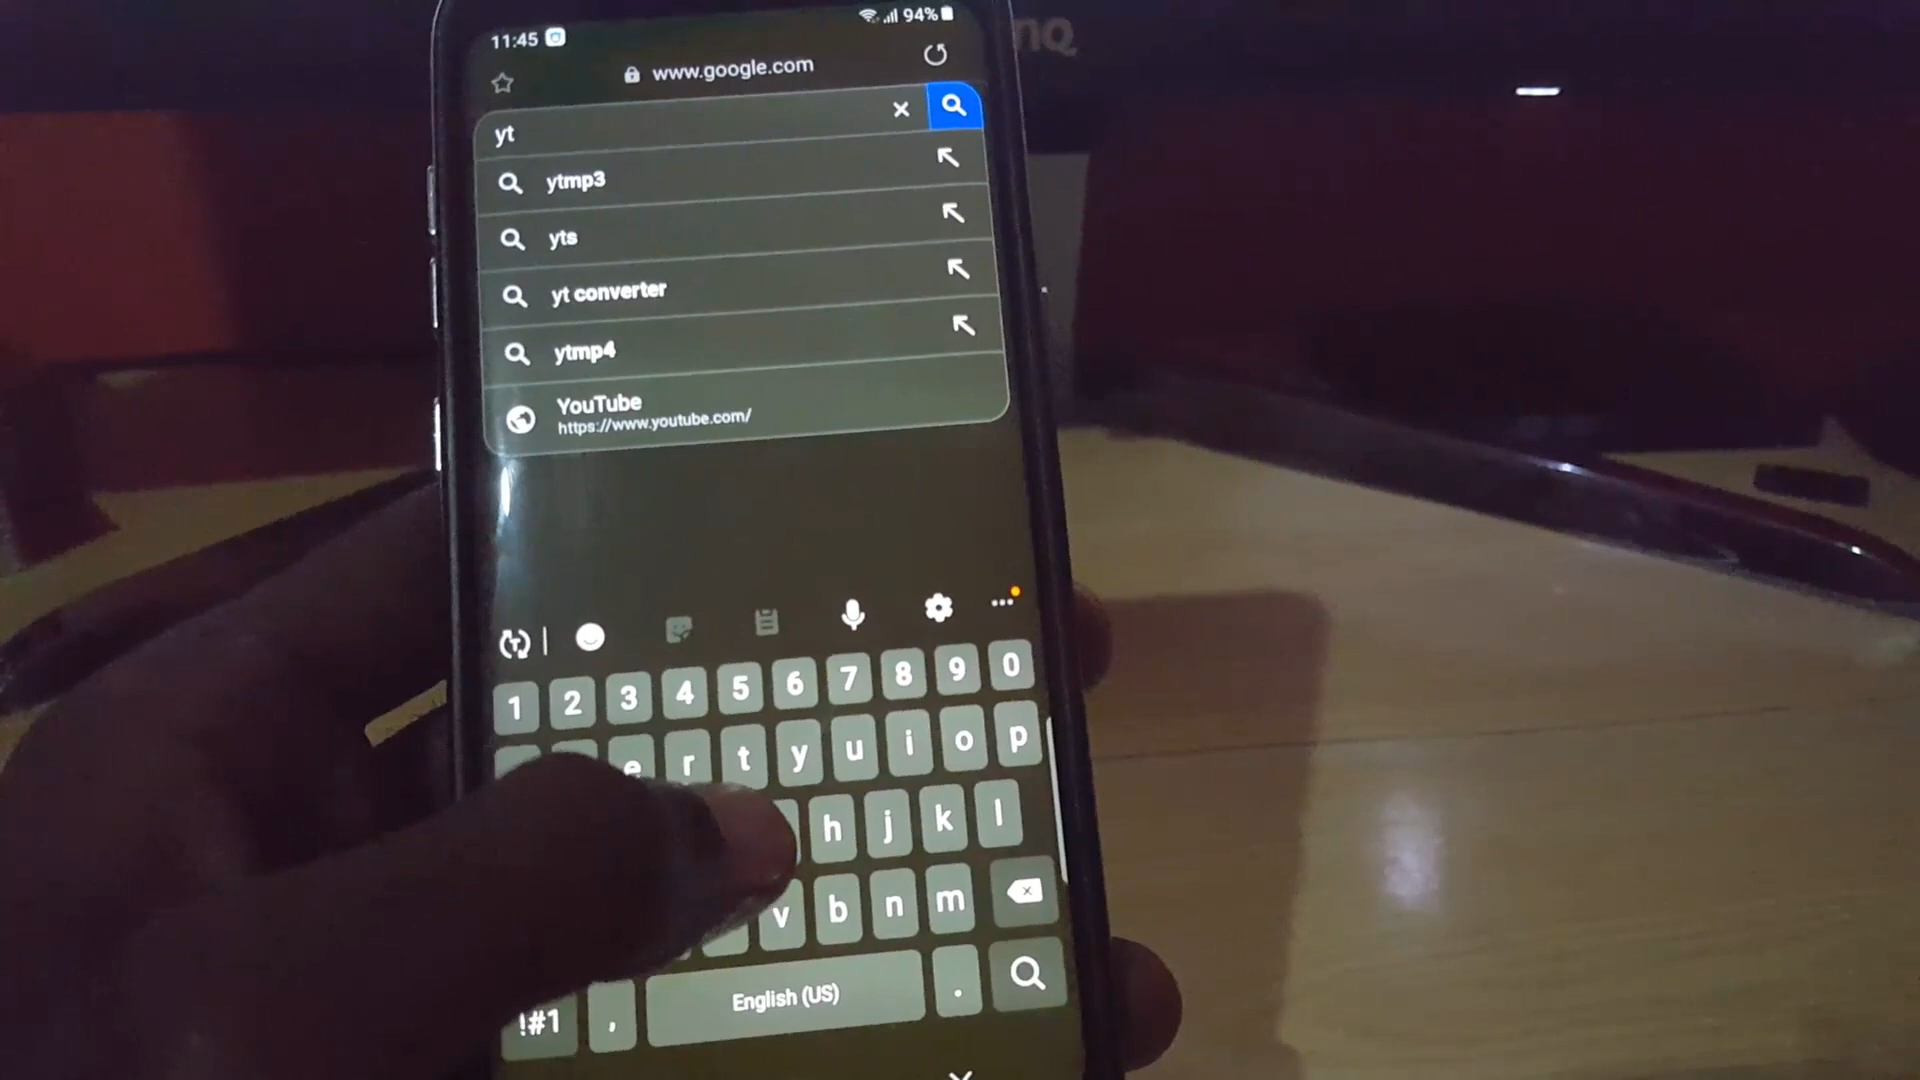 11:45
94%
www.google.com
yt
ytmp3
yts
yt converter
ytmp4
YouTube
https://www.youtube.com/
1 2 3 4 5 6 7 8 9 0
e r t y u i o p
h j k l
v b n m
!#1 , English (US) .